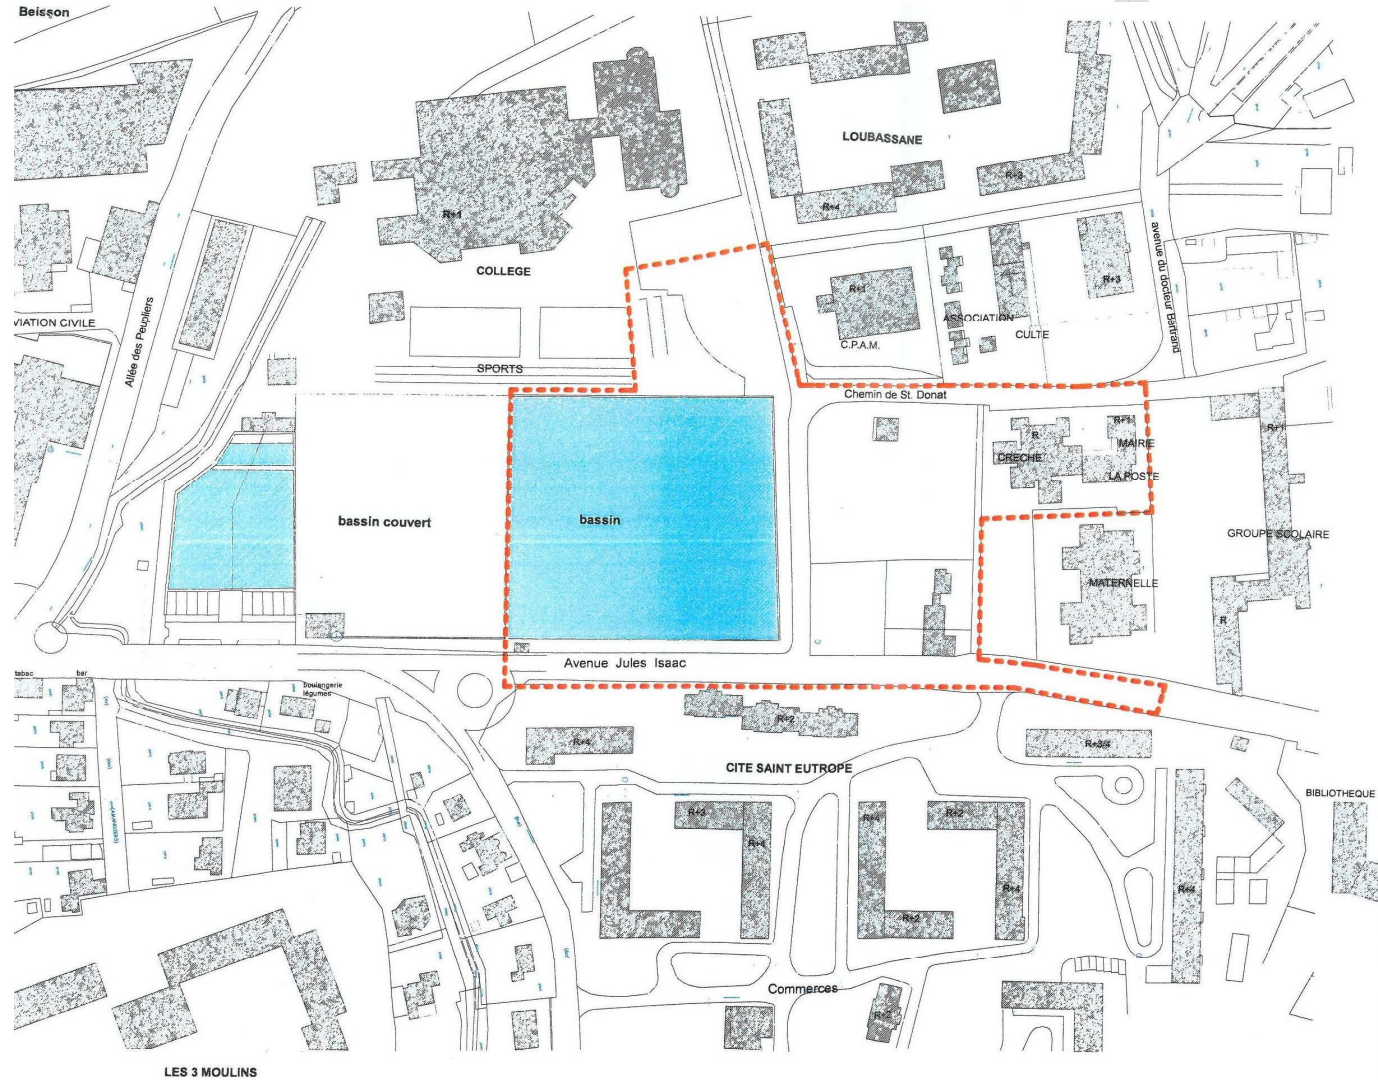 Beisson
LOUBASSANE
R+3
R+4
R+1
COLLEGE
avenue du docteur Bertrand
R+1
R+3
ASSOCIATION
CULTE
C.P.A.M.
VIATION CIVILE
Allée des Peupliers
SPORTS
Chemin de St. Donat
R
R+1
MAIRIE
CRECHE
LA POSTE
R+1
bassin couvert
bassin
GROUPE SCOLAIRE
MATERNELLE
R
Avenue Jules Isaac
tabac
bar
boulangerie
légumes
R+2
R+4
R+3/4
CITE SAINT EUTROPE
BIBLIOTHEQUE
R+3
R+4
R+4
R+2
R+4
R+4
R+2
Commerces
R+2
LES 3 MOULINS